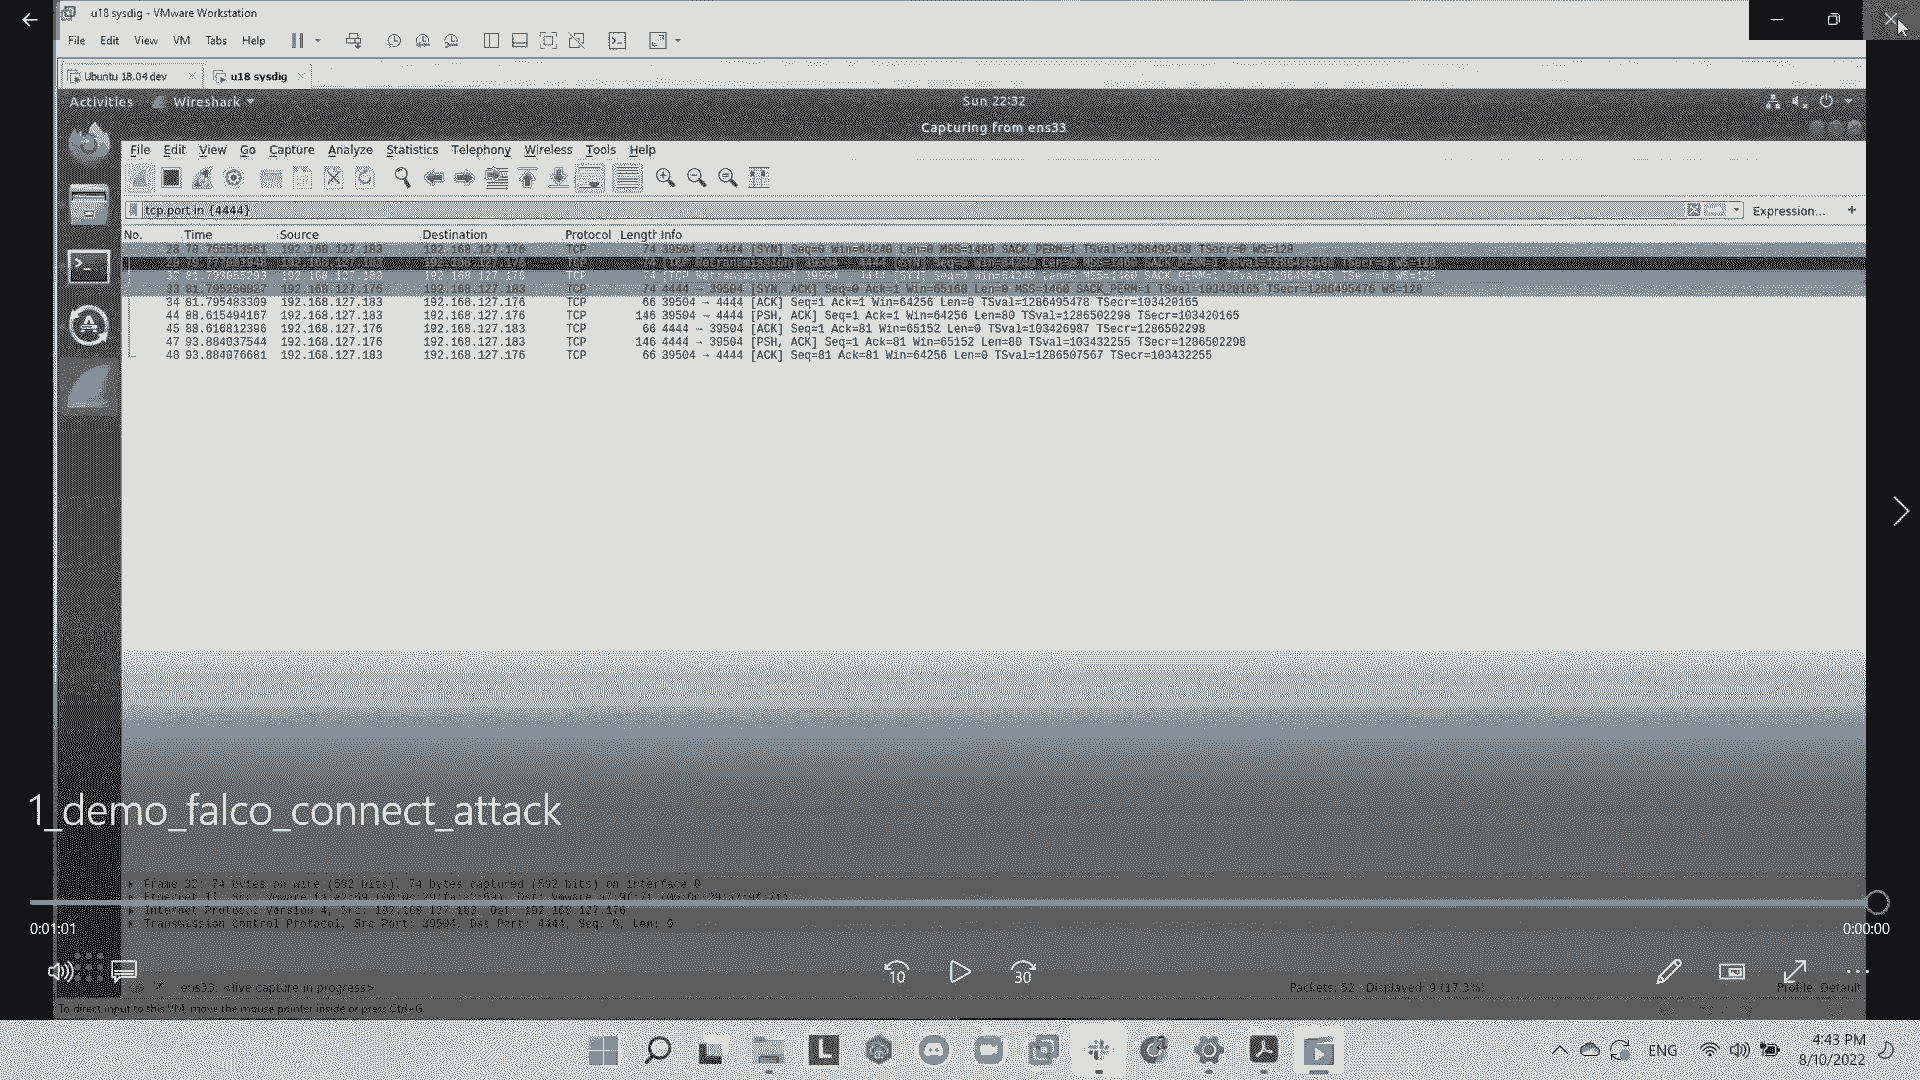 u18 sysdig - VMware Workstation
File Edit View VM Tabs Help
Ubuntu 18.04 dev u18 sysdig
Activities Wireshark Sun 22:32
Capturing from ens33
File Edit View Go Capture Analyze Statistics Telephony Wireless Tools Help
tcp.port in {4444} Expression... +
No. Time Source Destination Protocol Length Info
28 78.755513561 192.168.127.183 192.168.127.176 TCP 74 39504 → 4444 [SYN] Seq=0 Win=64240 Len=0 MSS=1460 SACK_PERM=1 TSval=1286492438 TSecr=0 WS=128
192.168.127.183 192.168.127.176 TCP 74 [TCP Retransmission] 39504 → 4444 [SYN] Seq=0 Win=64240 Len=0 MSS=1460 SACK_PERM=1 TSecr=0 WS=128
32 81.793855293 192.168.127.183 192.168.127.176 TCP 74 [TCP Retransmission] 39504 → 4444 [SYN] Seq=0 Win=64240 Len=0 MSS=1460 SACK_PERM=1 TSval=1286495476 TSecr=0 WS=128
33 81.795250827 192.168.127.176 192.168.127.183 TCP 74 4444 → 39504 [SYN, ACK] Seq=0 Ack=1 Win=65160 Len=0 MSS=1460 SACK_PERM=1 TSval=103420165 TSecr=1286495476 WS=128
34 81.795483309 192.168.127.183 192.168.127.176 TCP 66 39504 → 4444 [ACK] Seq=1 Ack=1 Win=64256 Len=0 TSval=1286495478 TSecr=103420165
44 88.615494167 192.168.127.183 192.168.127.176 TCP 146 39504 → 4444 [PSH, ACK] Seq=1 Ack=1 Win=64256 Len=80 TSval=1286502298 TSecr=103420165
45 88.616812396 192.168.127.176 192.168.127.183 TCP 66 4444 → 39504 [ACK] Seq=1 Ack=81 Win=65152 Len=0 TSval=103426987 TSecr=1286502298
47 93.884037544 192.168.127.176 192.168.127.183 TCP 146 4444 → 39504 [PSH, ACK] Seq=1 Ack=81 Win=65152 Len=80 TSval=103432255 TSecr=1286502298
48 93.884076681 192.168.127.183 192.168.127.176 TCP 66 39504 → 4444 [ACK] Seq=81 Ack=81 Win=64256 Len=0 TSval=1286507567 TSecr=103432255
1_demo_falco_connect_attack
Frame 32: 74 bytes on wire (592 bits), 74 bytes captured (592 bits) on interface 0
Ethernet II, Src: Vmware_fa:a2:69 (00:0c:29:fa:a2:69), Dst: Vmware_a7:9f:7f (00:0c:29:a7:9f:7f)
Internet Protocol Version 4, Src: 192.168.127.183, Dst: 192.168.127.176
Transmission Control Protocol, Src Port: 39504, Dst Port: 4444, Seq: 0, Len: 0
0:01:01 0:00:00
10 30
ens33: <live capture in progress> Packets: 52 · Displayed: 9 (17.3%) Profile: Default
To direct input to this VM, move the mouse pointer inside or press Ctrl+G.
ENG 4:43 PM
8/10/2022